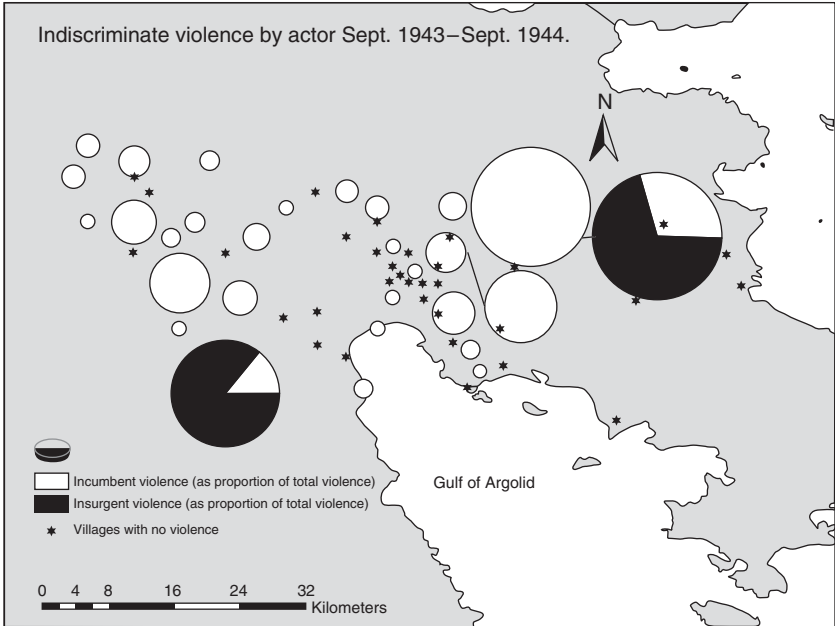 Indiscriminate violence by actor Sept. 1943–Sept. 1944.
N
Gulf of Argolid
Incumbent violence (as proportion of total violence)
Insurgent violence (as proportion of total violence)
Villages with no violence
0 4 8 16 24 32
Kilometers